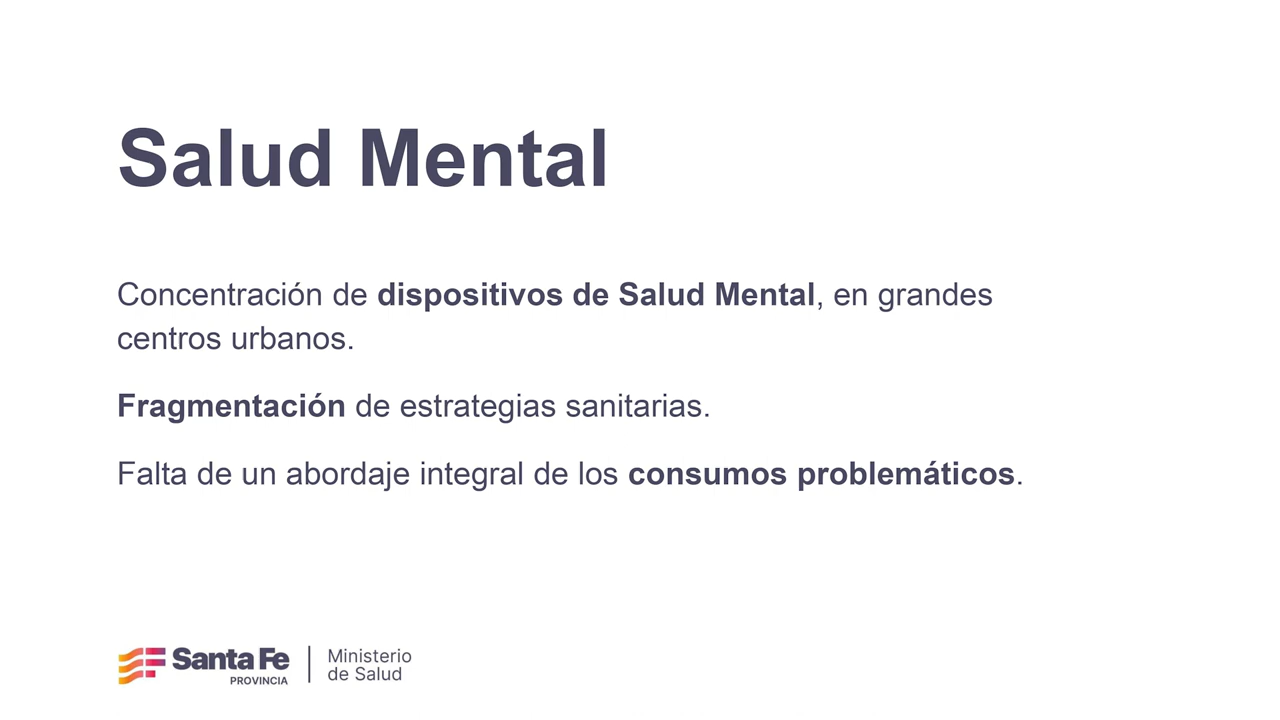 Salud Mental
Concentración de dispositivos de Salud Mental, en grandes
centros urbanos.
Fragmentación de estrategias sanitarias.
Falta de un abordaje integral de los consumos problemáticos.
Santa Fe
PROVINCIA
Ministerio
de Salud